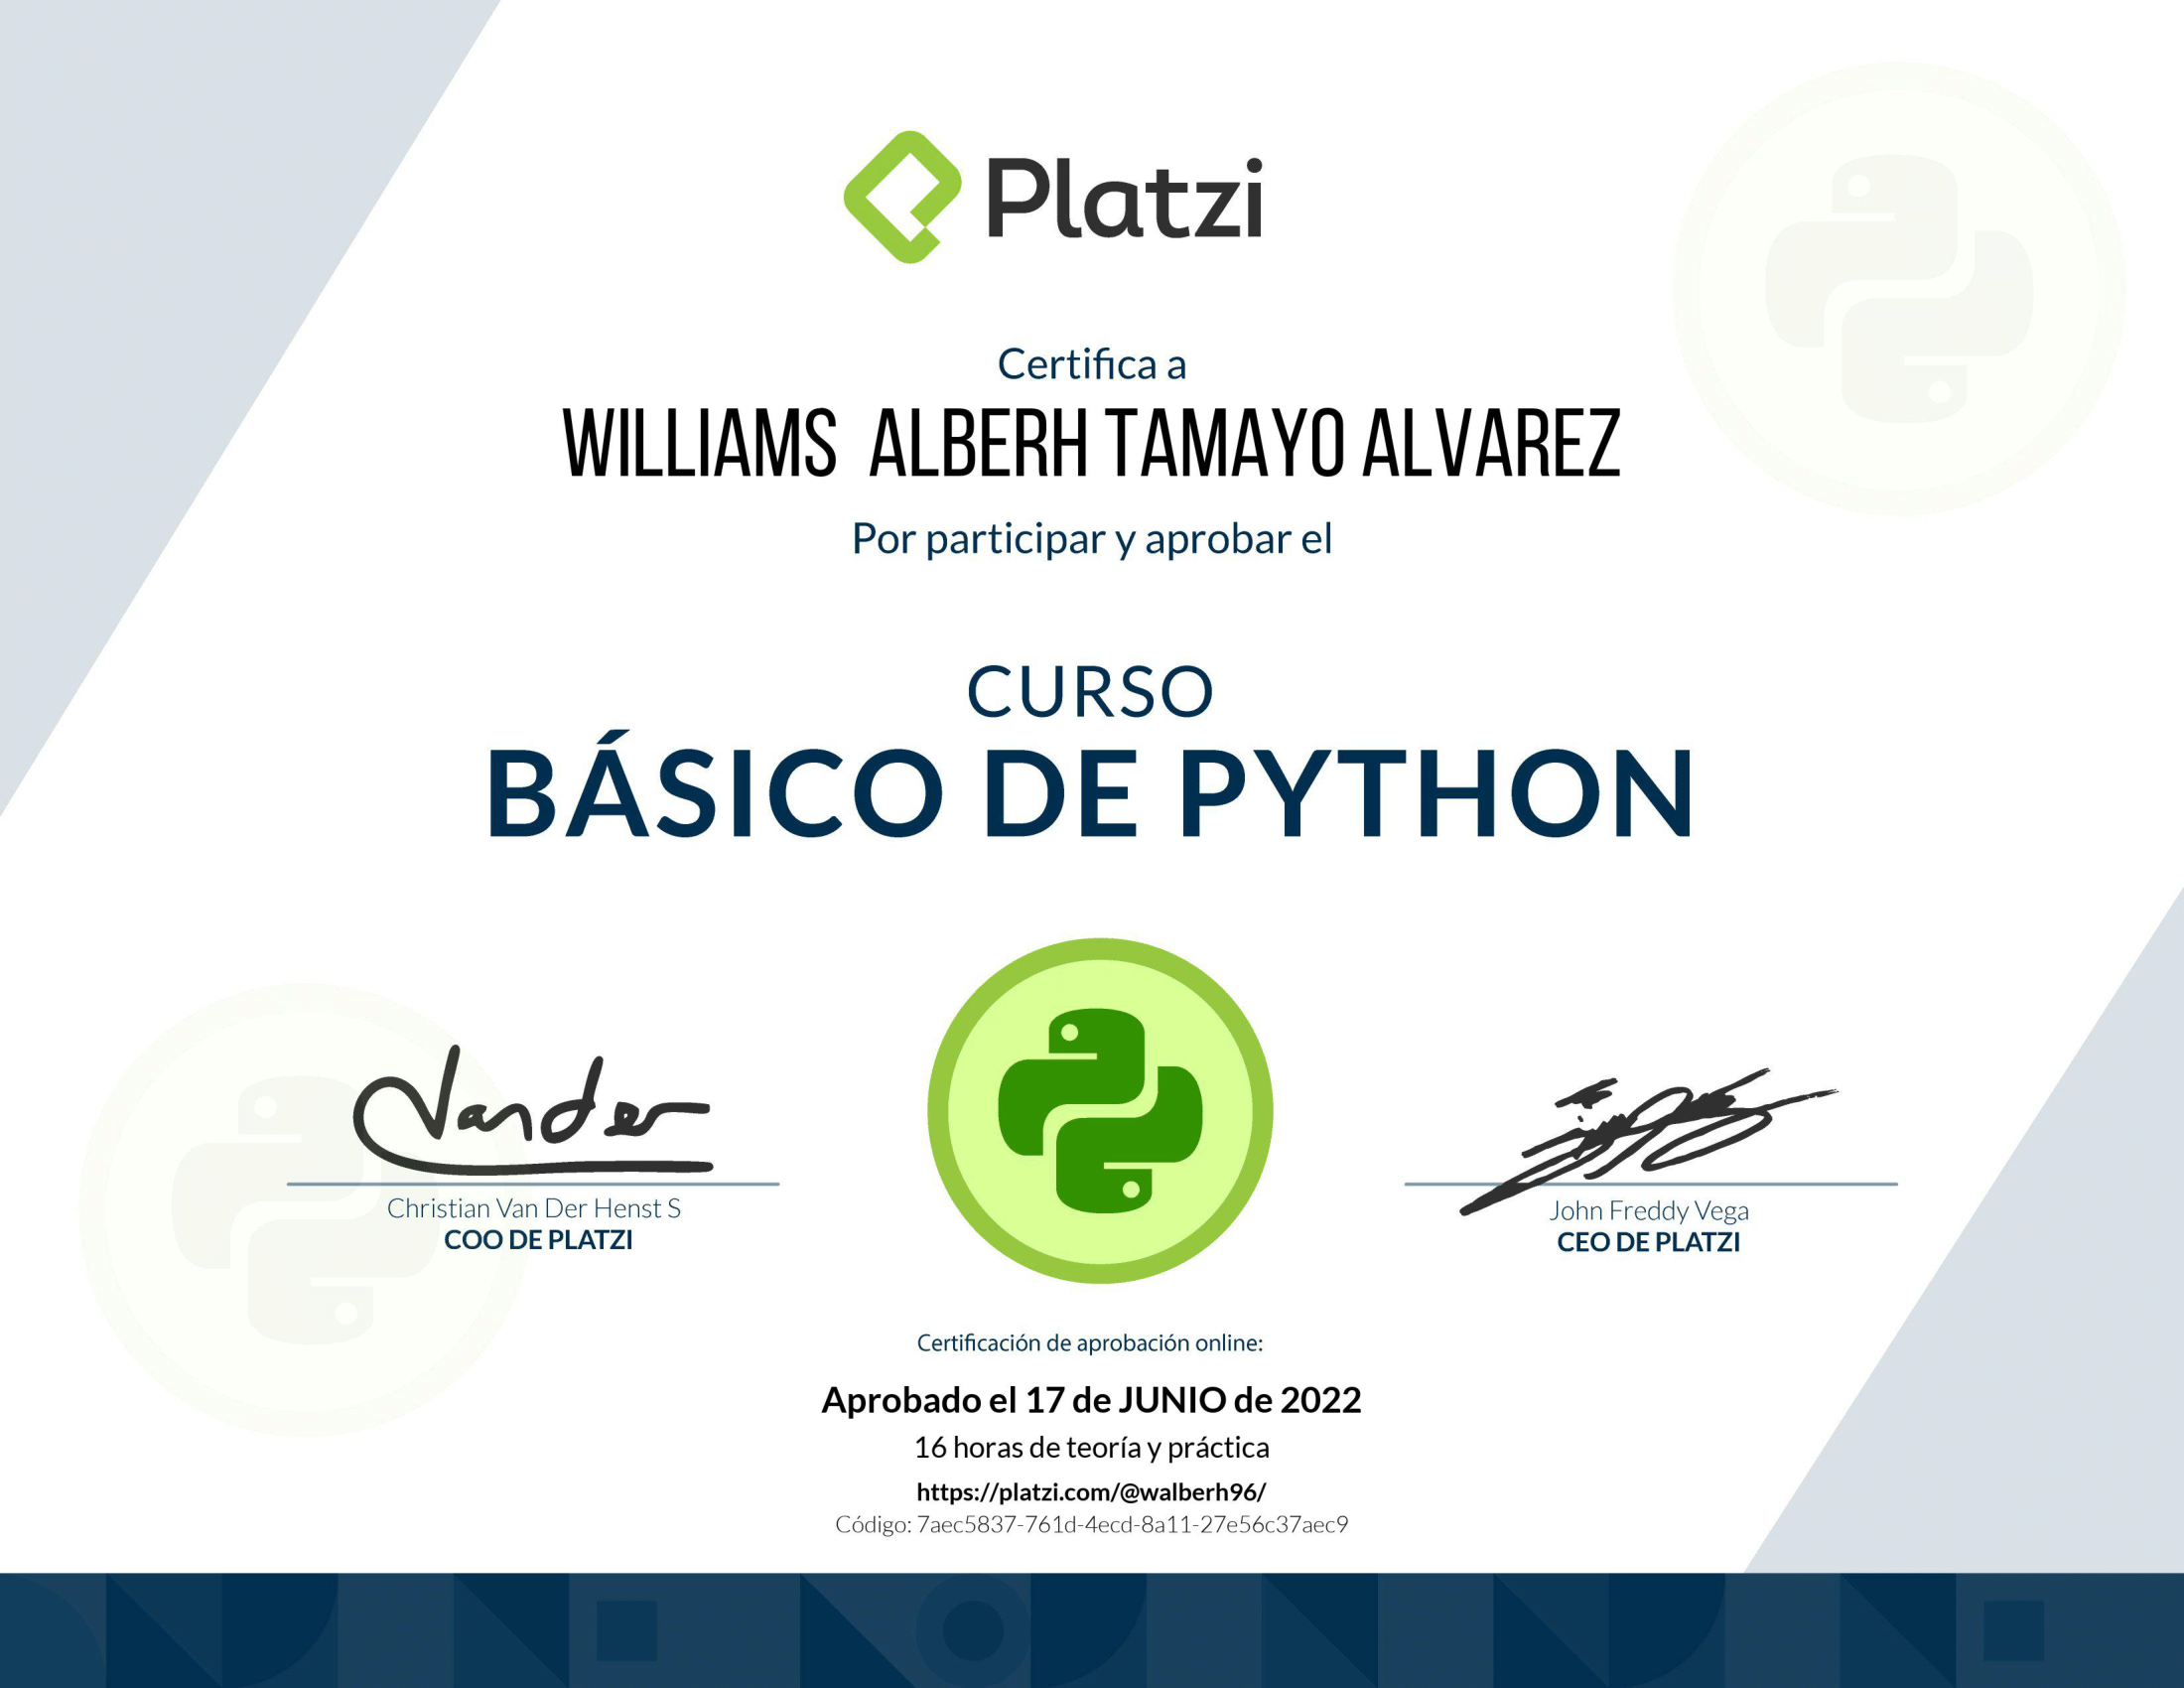 Platzi
Certifica a
WILLIAMS  ALBERH TAMAYO ALVAREZ
Por participar y aprobar el
CURSO
BÁSICO DE PYTHON
Vander
Christian Van Der Henst S
COO DE PLATZI
John Freddy Vega
CEO DE PLATZI
Certificación de aprobación online:
Aprobado el 17 de JUNIO de 2022
16 horas de teoría y práctica
https://platzi.com/@walberh96/
Código: 7aec5837-761d-4ecd-8a11-27e56c37aec9